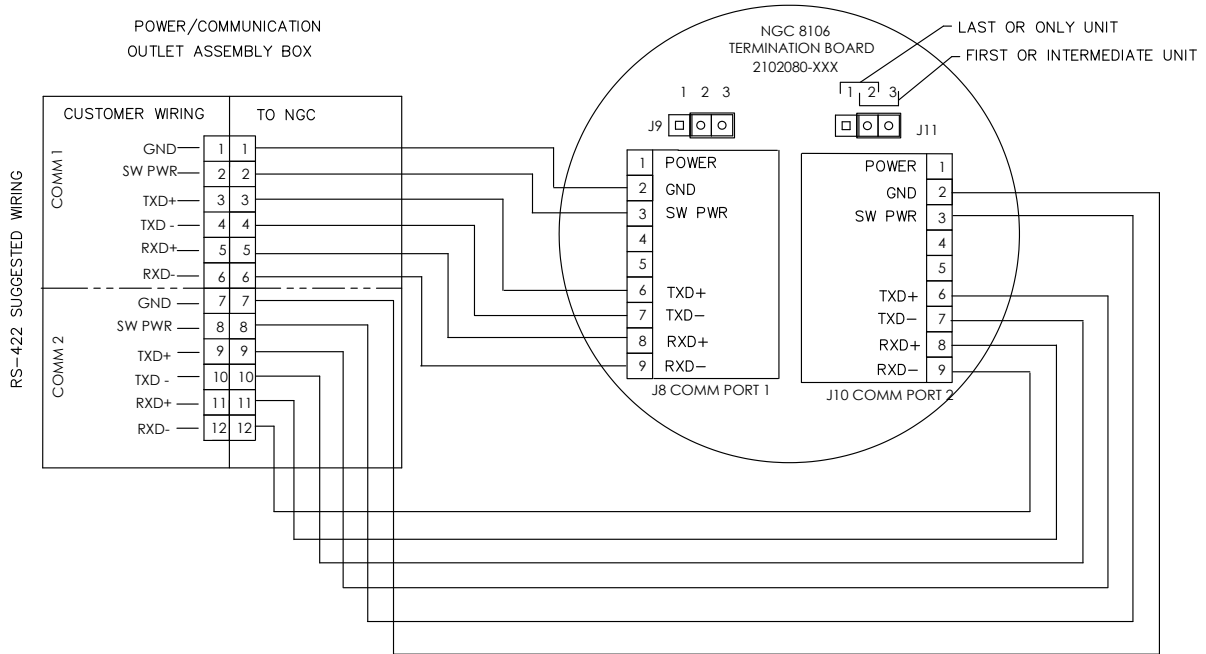 POWER/COMMUNICATION
OUTLET ASSEMBLY BOX
RS-422 SUGGESTED WIRING
CUSTOMER WIRING
TO NGC
COMM 1
GND 1 1
SW PWR 2 2
TXD+ 3 3
TXD - 4 4
RXD+ 5 5
RXD- 6 6
COMM 2
GND 7 7
SW PWR 8 8
TXD+ 9 9
TXD - 10 10
RXD+ 11 11
RXD- 12 12
NGC 8106
TERMINATION BOARD
2102080-XXX
LAST OR ONLY UNIT
FIRST OR INTERMEDIATE UNIT
1 2 3
J9
1 2 3
J11
1 POWER
2 GND
3 SW PWR
4
5
6 TXD+
7 TXD-
8 RXD+
9 RXD-
J8 COMM PORT 1
POWER 1
GND 2
SW PWR 3
4
5
TXD+ 6
TXD- 7
RXD+ 8
RXD- 9
J10 COMM PORT 2